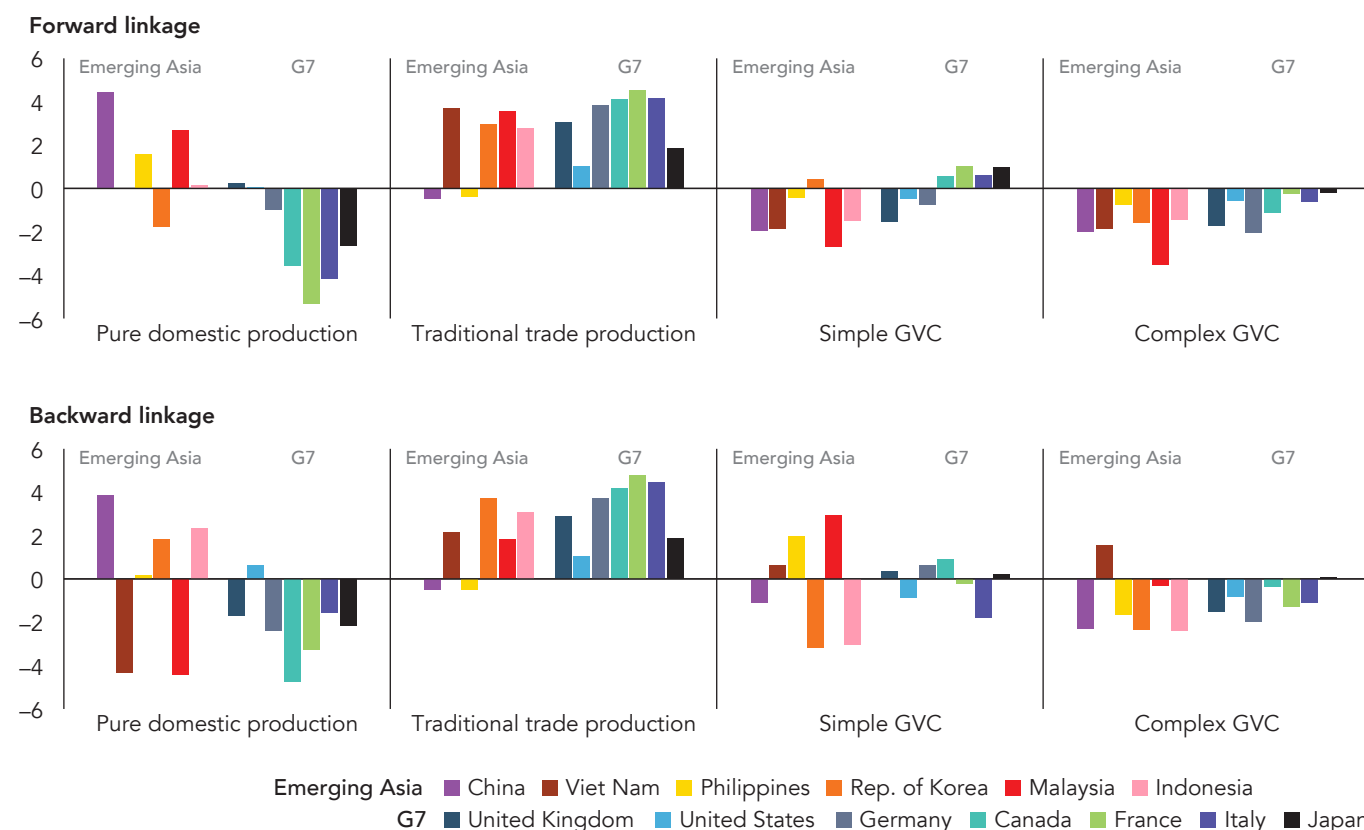 Forward linkage
6
Emerging Asia G7 Emerging Asia G7 Emerging Asia G7 Emerging Asia G7
4
2
0
–2
–4
–6
Pure domestic production Traditional trade production Simple GVC Complex GVC
Backward linkage
6
Emerging Asia G7 Emerging Asia G7 Emerging Asia G7 Emerging Asia G7
4
2
0
–2
–4
–6
Pure domestic production Traditional trade production Simple GVC Complex GVC
Emerging Asia China Viet Nam Philippines Rep. of Korea Malaysia Indonesia
G7 United Kingdom United States Germany Canada France Italy Japan